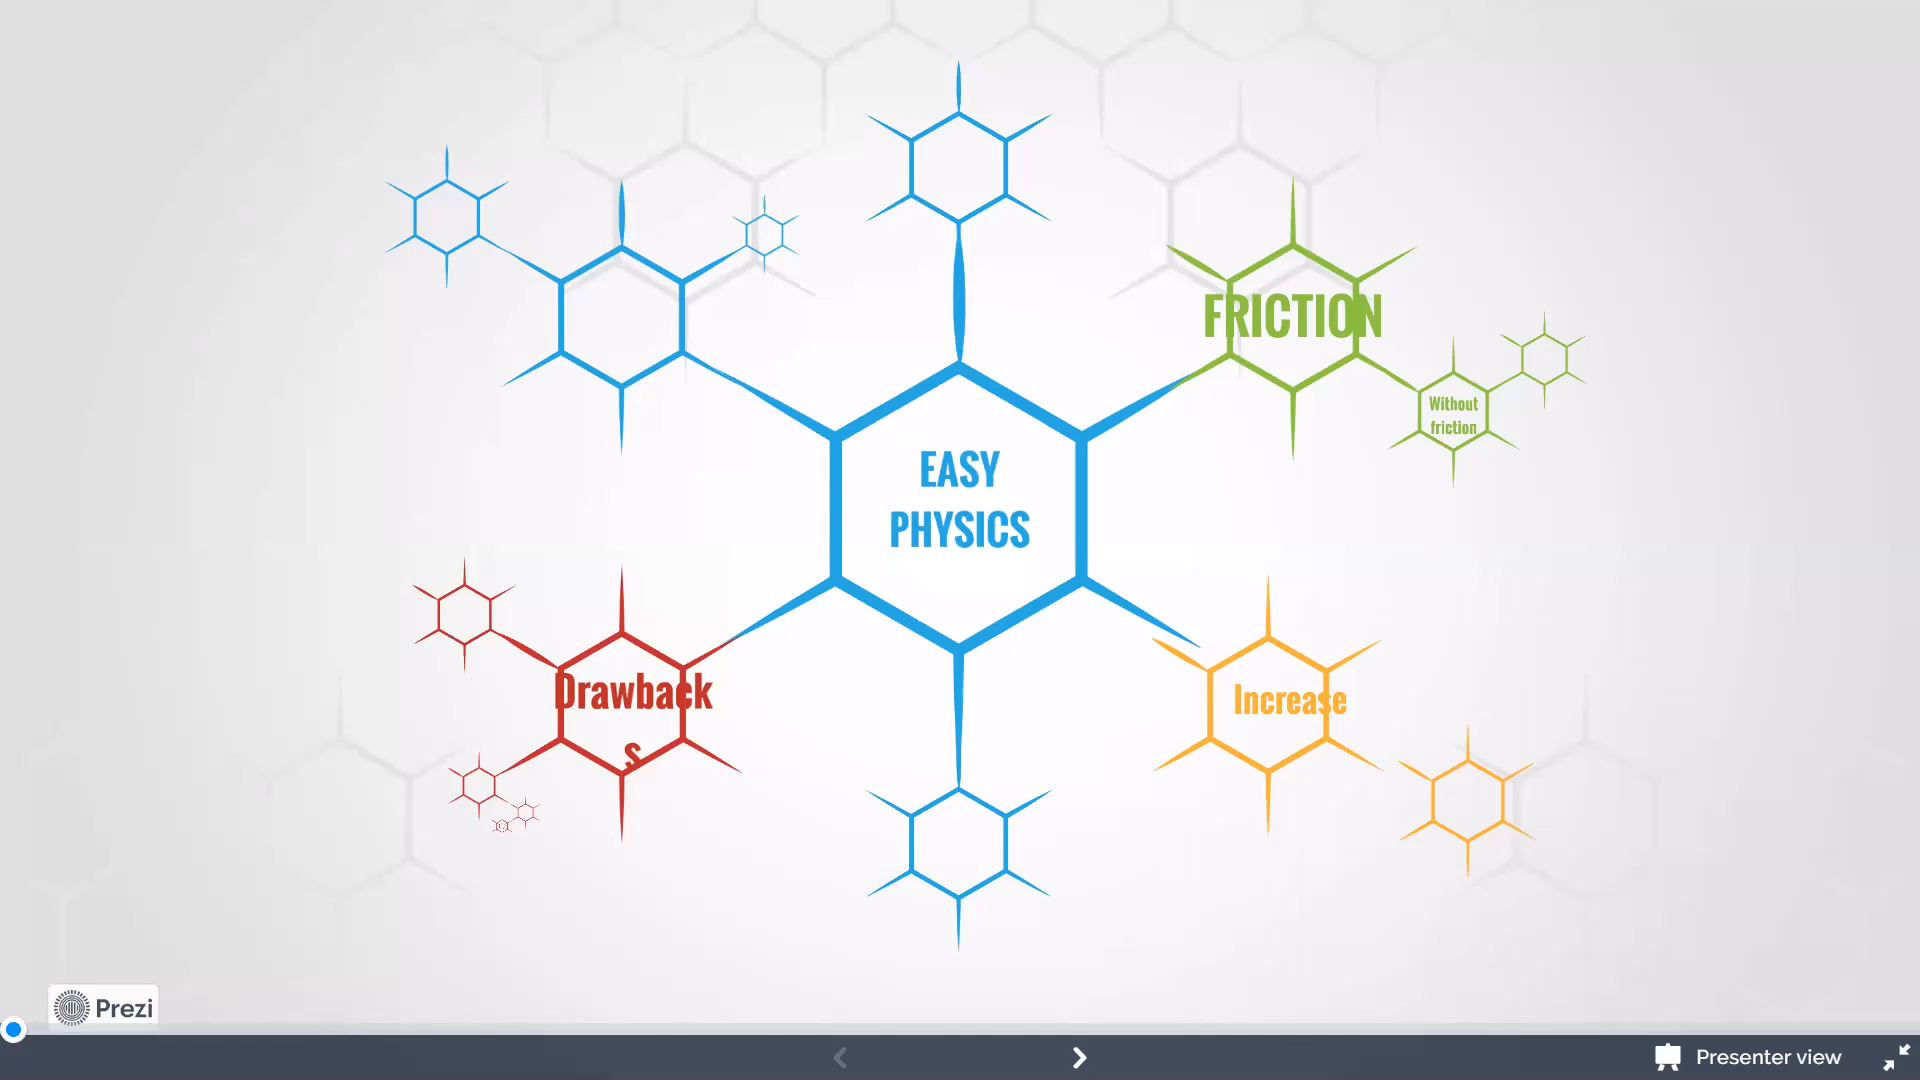 FRICTION
Without
friction
EASY
PHYSICS
Drawback
s
Increase
Prezi
Presenter view